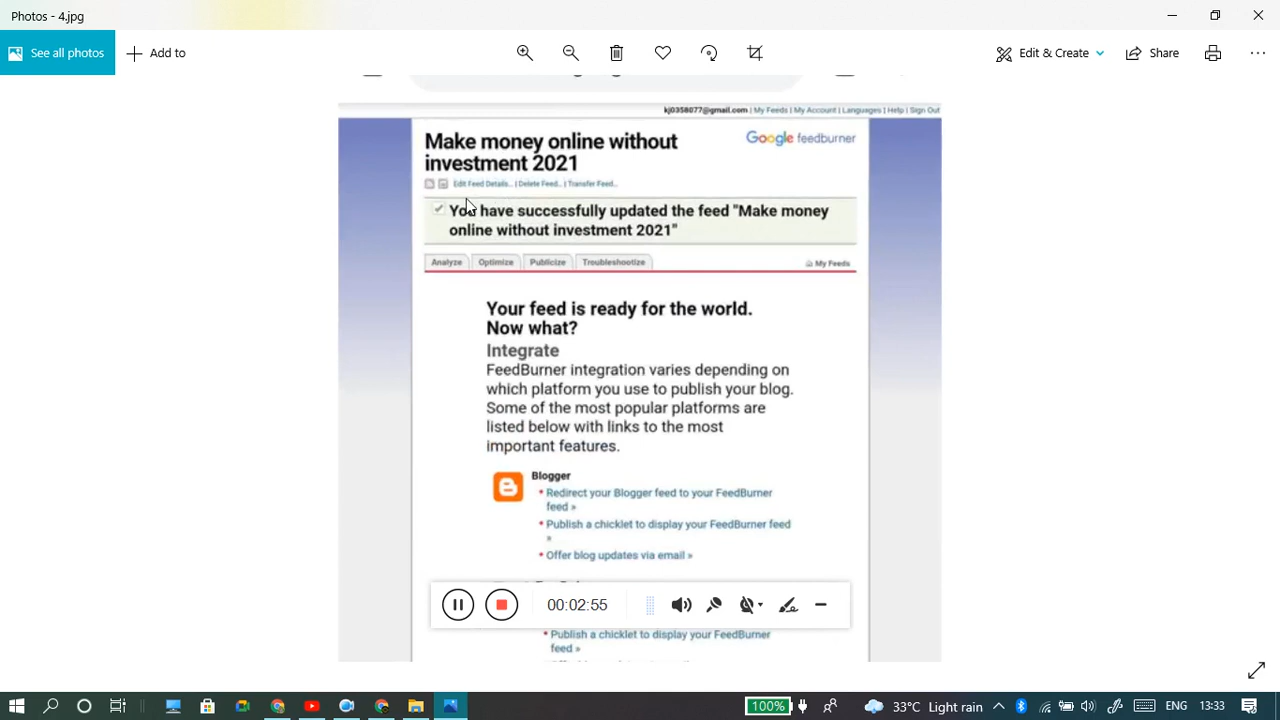 Photos - 4.jpg
See all photos
Add to
Edit & Create
Share
kj0358077@gmail.com | My Feeds | My Account | Languages | Help | Sign Out
Make money online without
investment 2021
Google feedburner
Edit Feed Details... | Delete Feed... | Transfer Feed...
You have successfully updated the feed "Make money
online without investment 2021"
Analyze Optimize Publicize Troubleshootize
My Feeds
Your feed is ready for the world.
Now what?
Integrate
FeedBurner integration varies depending on
which platform you use to publish your blog.
Some of the most popular platforms are
listed below with links to the most
important features.
Blogger
• Redirect your Blogger feed to your FeedBurner
feed »
• Publish a chicklet to display your FeedBurner feed
»
• Offer blog updates via email »
00:02:55
• Publish a chicklet to display your FeedBurner
feed »
100%
33°C Light rain
ENG
13:33